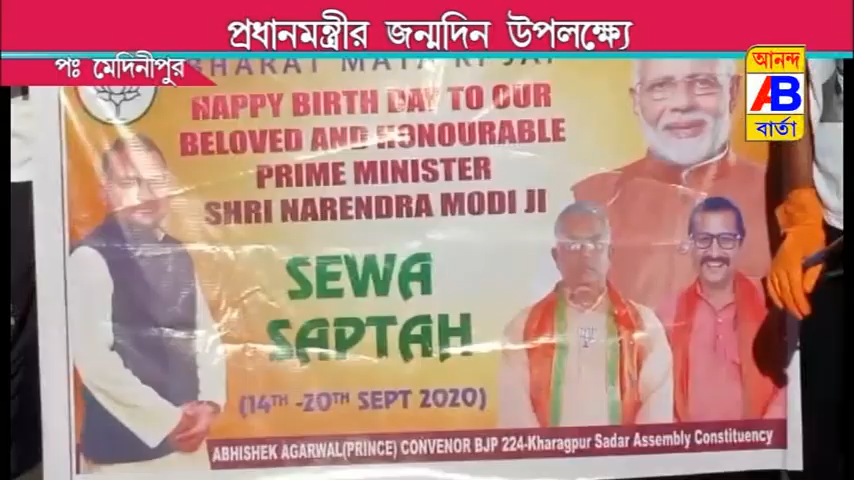 প্রধানমন্ত্রীর জন্মদিন উপলক্ষ্যে
পঃ মেদিনীপুর
আনন্দ
AB
বার্তা
BHARAT MATA KI JAI
HAPPY BIRTH DAY TO OUR
BELOVED AND HONOURABLE
PRIME MINISTER
SHRI NARENDRA MODI JI
SEWA
SAPTAH
(14TH -20TH SEPT 2020)
ABHISHEK AGARWAL(PRINCE) CONVENOR BJP 224-Kharagpur Sadar Assembly Constituency